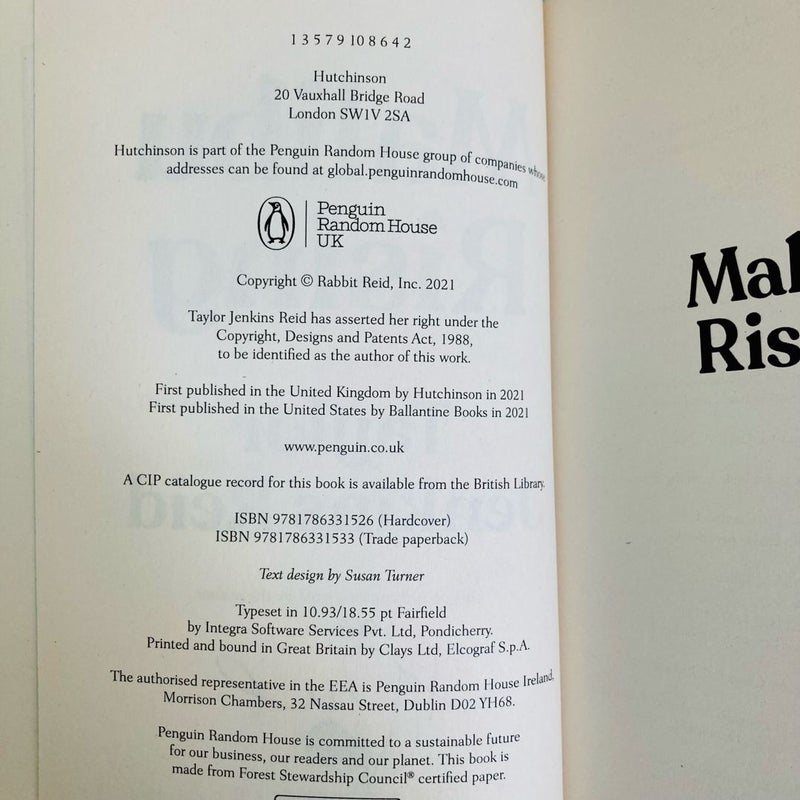 1 3 5 7 9 10 8 6 4 2
Hutchinson
20 Vauxhall Bridge Road
London SW1V 2SA
Hutchinson is part of the Penguin Random House group of companies whose
addresses can be found at global.penguinrandomhouse.com
Penguin
Random House
UK
Copyright © Rabbit Reid, Inc. 2021
Taylor Jenkins Reid has asserted her right under the
Copyright, Designs and Patents Act, 1988,
to be identified as the author of this work.
First published in the United Kingdom by Hutchinson in 2021
First published in the United States by Ballantine Books in 2021
www.penguin.co.uk
A CIP catalogue record for this book is available from the British Library.
ISBN 9781786331526 (Hardcover)
ISBN 9781786331533 (Trade paperback)
Text design by Susan Turner
Typeset in 10.93/18.55 pt Fairfield
by Integra Software Services Pvt. Ltd, Pondicherry.
Printed and bound in Great Britain by Clays Ltd, Elcograf S.p.A.
The authorised representative in the EEA is Penguin Random House Ireland,
Morrison Chambers, 32 Nassau Street, Dublin D02 YH68.
Penguin Random House is committed to a sustainable future
for our business, our readers and our planet. This book is
made from Forest Stewardship Council® certified paper.
Mal
Ris